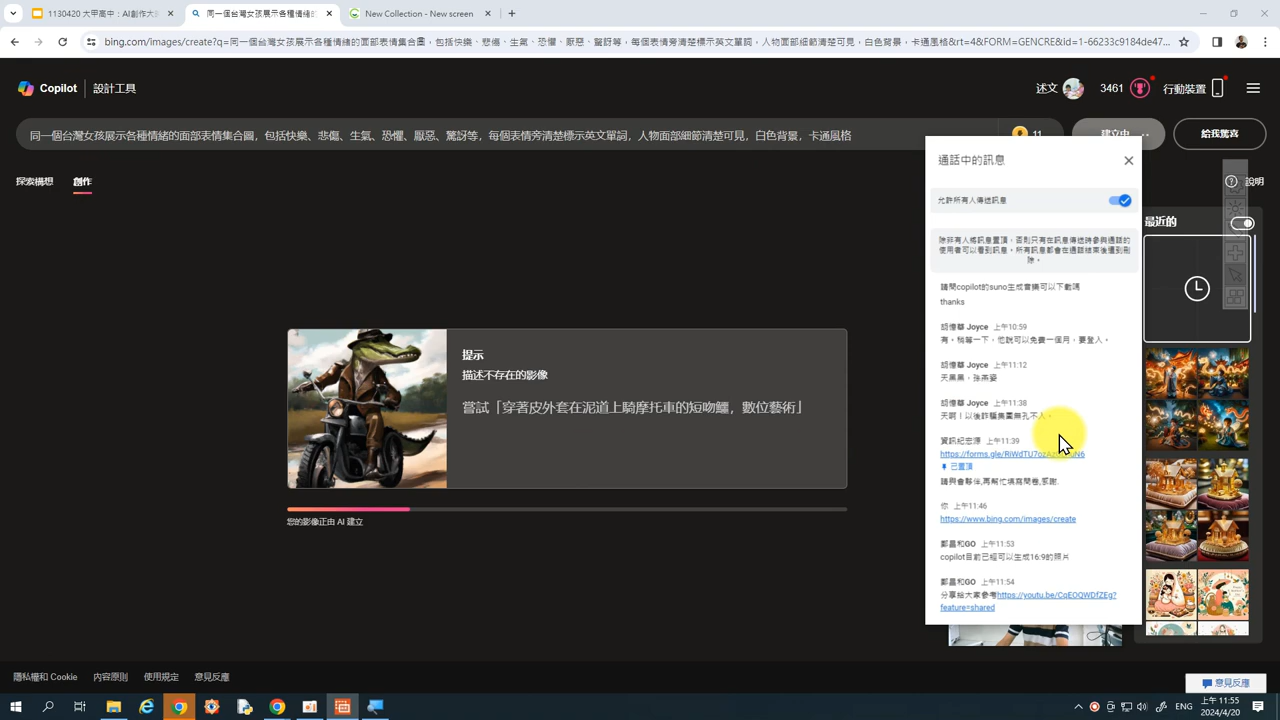 1130420 大甲高中：AI創作大
同一個台灣女孩展示各種情緒的
New Collection - New screen
bing.com/images/create?q=同一個台灣女孩展示各種情緒的面部表情集合圖，包括快樂、悲傷、生氣、恐懼、厭惡、驚訝等，每個表情旁清楚標示英文單詞，人物面部細節清楚可見，白色背景，卡通風格&rt=4&FORM=GENCRE&id=1-66233c9184de47...
Copilot 設計工具
述文
3461
行動裝置
同一個台灣女孩展示各種情緒的面部表情集合圖，包括快樂、悲傷、生氣、恐懼、厭惡、驚訝等，每個表情旁清楚標示英文單詞，人物面部細節清楚可見，白色背景，卡通風格
11
建立中
給我驚喜
探索構想
創作
說明
最近的
提示
描述不存在的影像
嘗試「穿著皮外套在泥道上騎摩托車的短吻鱷，數位藝術」
您的影像正由 AI 建立
通話中的訊息
允許所有人傳送訊息
除非有人將訊息置頂，否則只有在訊息傳送時參與通話的
使用者可以看到訊息。所有訊息都會在通話結束後遭到刪
除。
請問copilot的suno生成音樂可以下載嗎
thanks
胡憶華 Joyce 上午10:59
有，稍等一下，他說可以免費一個月，要登入。
胡憶華 Joyce 上午11:12
天黑黑，孫燕姿
胡憶華 Joyce 上午11:38
天啊！以後詐騙集團無孔不入。
資訊紀忠源 上午11:39
已置頂
請與會夥伴,再幫忙填寫問卷,感謝.
你 上午11:46
https://www.bing.com/images/create
鄭昌和GO 上午11:53
copilot目前已經可以生成16:9的照片
鄭昌和GO 上午11:54
分享給大家參考https://youtu.be/CqEOQWDfZEg?
feature=shared
隱私權和 Cookie
內容原則
使用規定
意見反應
意見反應
ENG
上午 11:55
2024/4/20